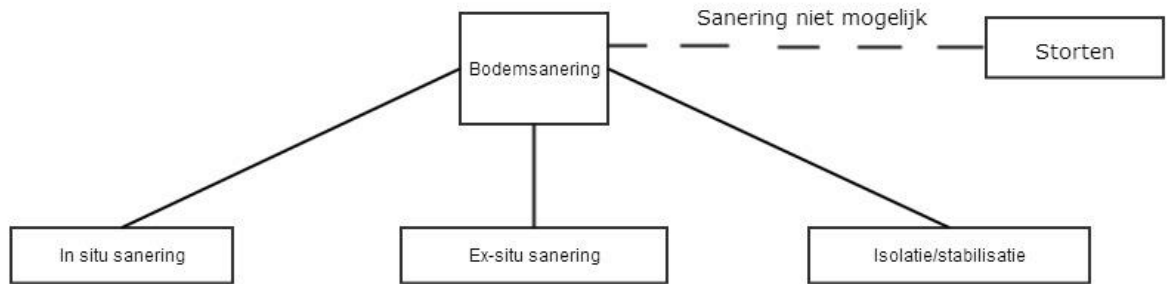 Sanering niet mogelijk
Storten
Bodemsanering
In situ sanering
Ex-situ sanering
Isolatie/stabilisatie